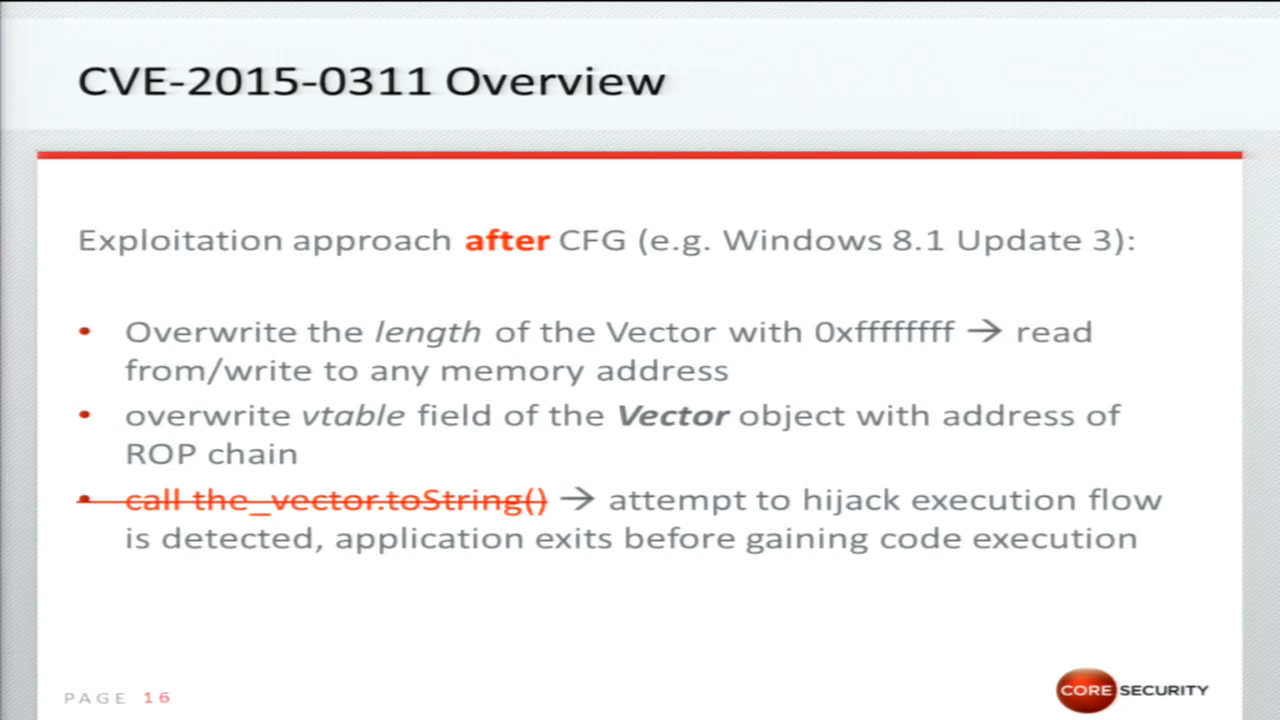 CVE-2015-0311 Overview
Exploitation approach after CFG (e.g. Windows 8.1 Update 3):
• Overwrite the length of the Vector with 0xffffffff → read
from/write to any memory address
• overwrite vtable field of the Vector object with address of
ROP chain
• call the_vector.toString() → attempt to hijack execution flow
is detected, application exits before gaining code execution
PAGE 16
CORE SECURITY